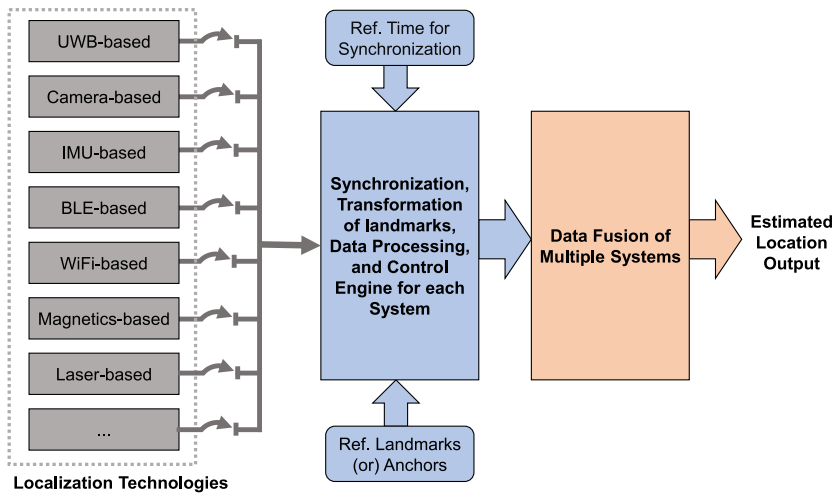 UWB-based
Camera-based
IMU-based
BLE-based
WiFi-based
Magnetics-based
Laser-based
...
Localization Technologies
Ref. Time for
Synchronization
Synchronization,
Transformation
of landmarks,
Data Processing,
and Control
Engine for each
System
Ref. Landmarks
(or) Anchors
Data Fusion of
Multiple Systems
Estimated
Location
Output